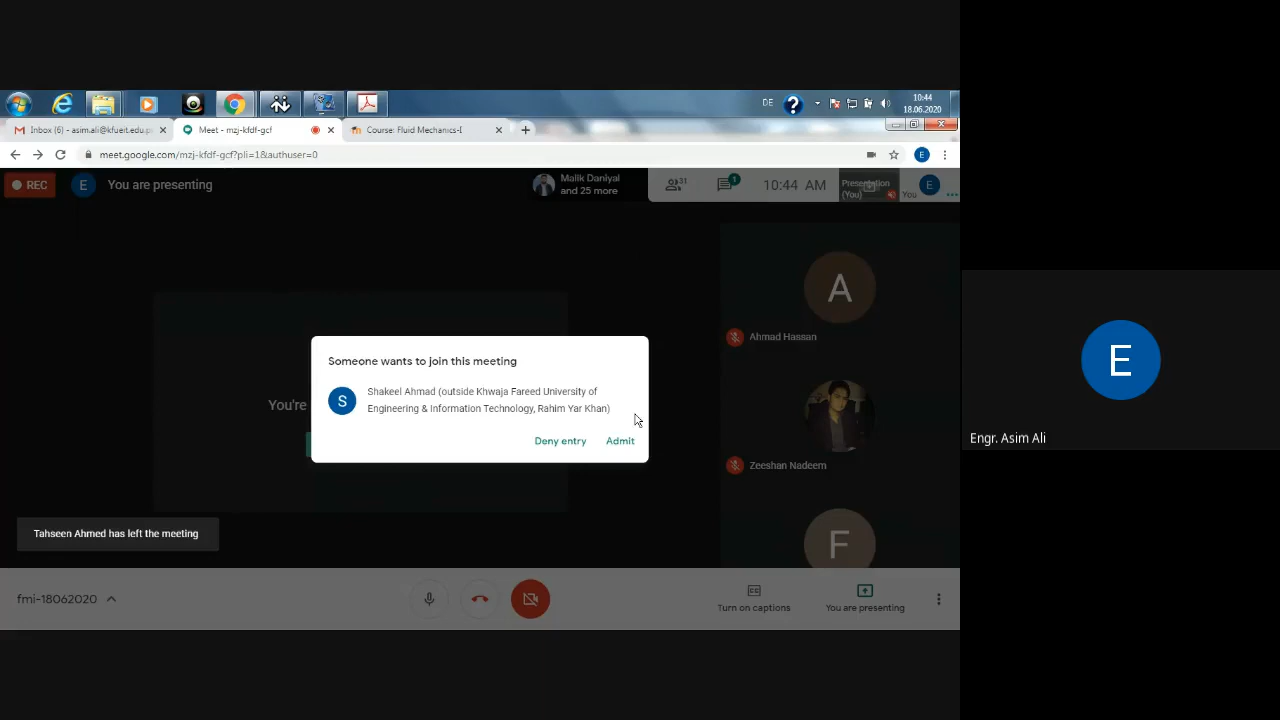 DE
10:44
18.06.2020
Inbox (6) - asim.ali@kfueit.edu.p
Meet - mzj-kfdf-gcf
Course: Fluid Mechanics-I
meet.google.com/mzj-kfdf-gcf?pli=1&authuser=0
REC
E
You are presenting
Malik Daniyal
and 25 more
31
1
10:44 AM
Presentation
(You)
You
E
A
Ahmad Hassan
Someone wants to join this meeting
S
Shakeel Ahmad (outside Khwaja Fareed University of
Engineering & Information Technology, Rahim Yar Khan)
Deny entry
Admit
You're
Zeeshan Nadeem
F
Tahseen Ahmed has left the meeting
fmi-18062020
Turn on captions
You are presenting
E
Engr. Asim Ali